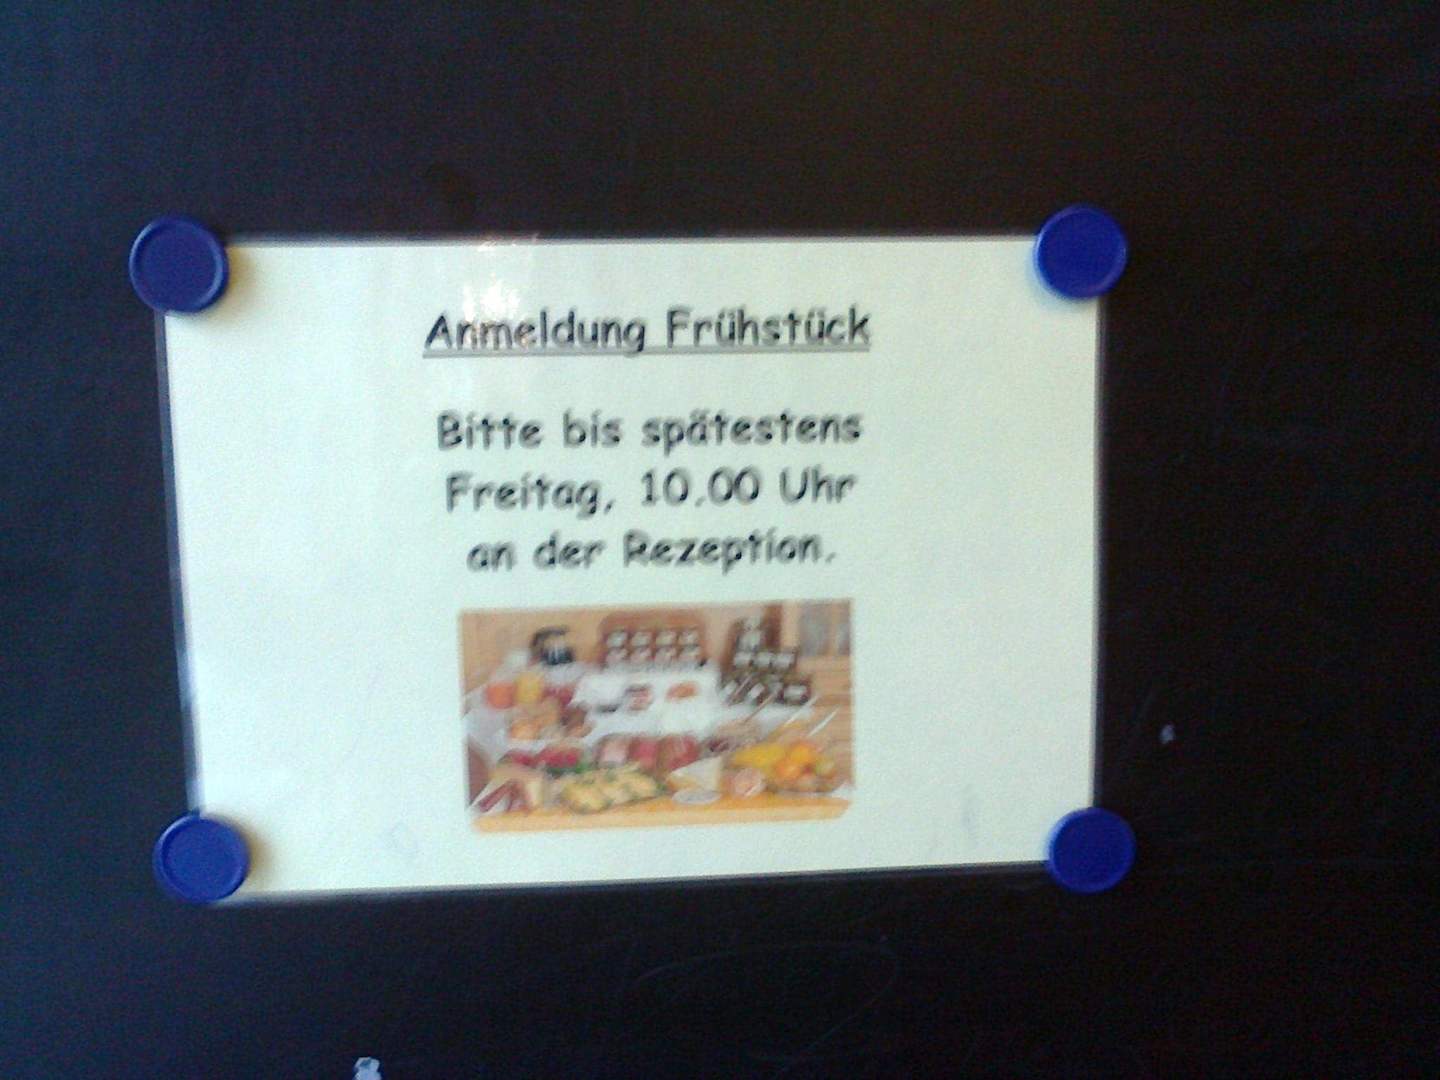 Anmeldung Frühstück
Bitte bis spätestens
Freitag, 10.00 Uhr
an der Rezeption.